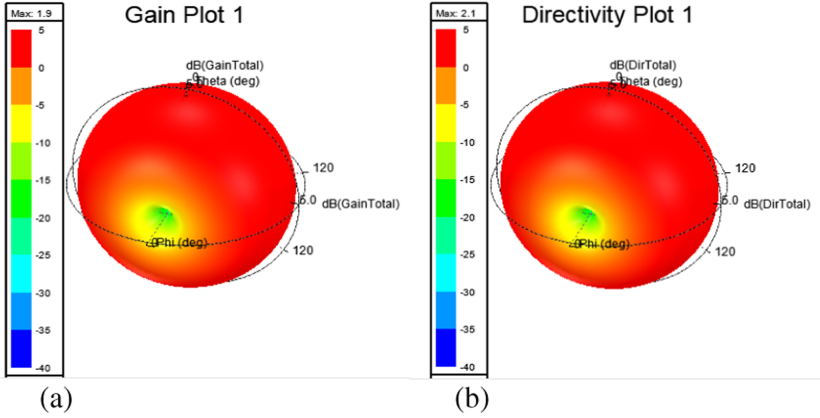 Max: 1.9
Gain Plot 1
5
0
-5
-10
-15
-20
-25
-30
-35
-40
dB(GainTotal)
0
Theta (deg)
120
5.0
dB(GainTotal)
Phi (deg)
120
(a)
Max: 2.1
Directivity Plot 1
5
0
-5
-10
-15
-20
-25
-30
-35
-40
dB(DirTotal)
0
Theta (deg)
120
5.0
dB(DirTotal)
Phi (deg)
120
(b)